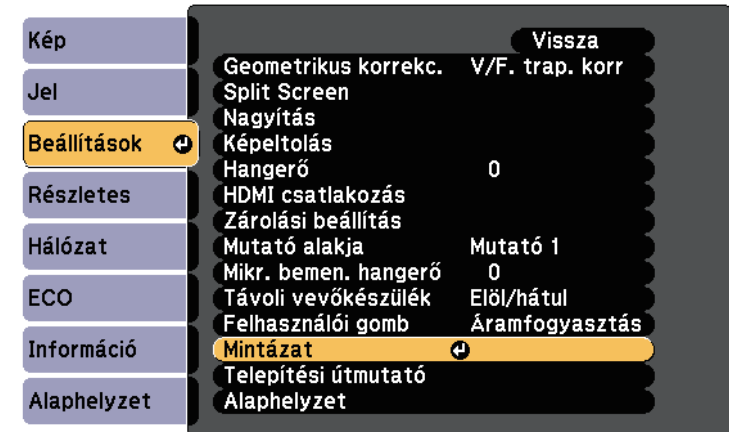 Kép
Jel
Beállítások
Részletes
Hálózat
ECO
Információ
Alaphelyzet
Vissza
Geometrikus korrekc. V/F. trap. korr
Split Screen
Nagyítás
Képeltolás
Hangerő 0
HDMI csatlakozás
Zárolási beállítás
Mutató alakja Mutató 1
Mikr. bemen. hangerő 0
Távoli vevőkészülék Elöl/hátul
Felhasználói gomb Áramfogyasztás
Mintázat
Telepítési útmutató
Alaphelyzet